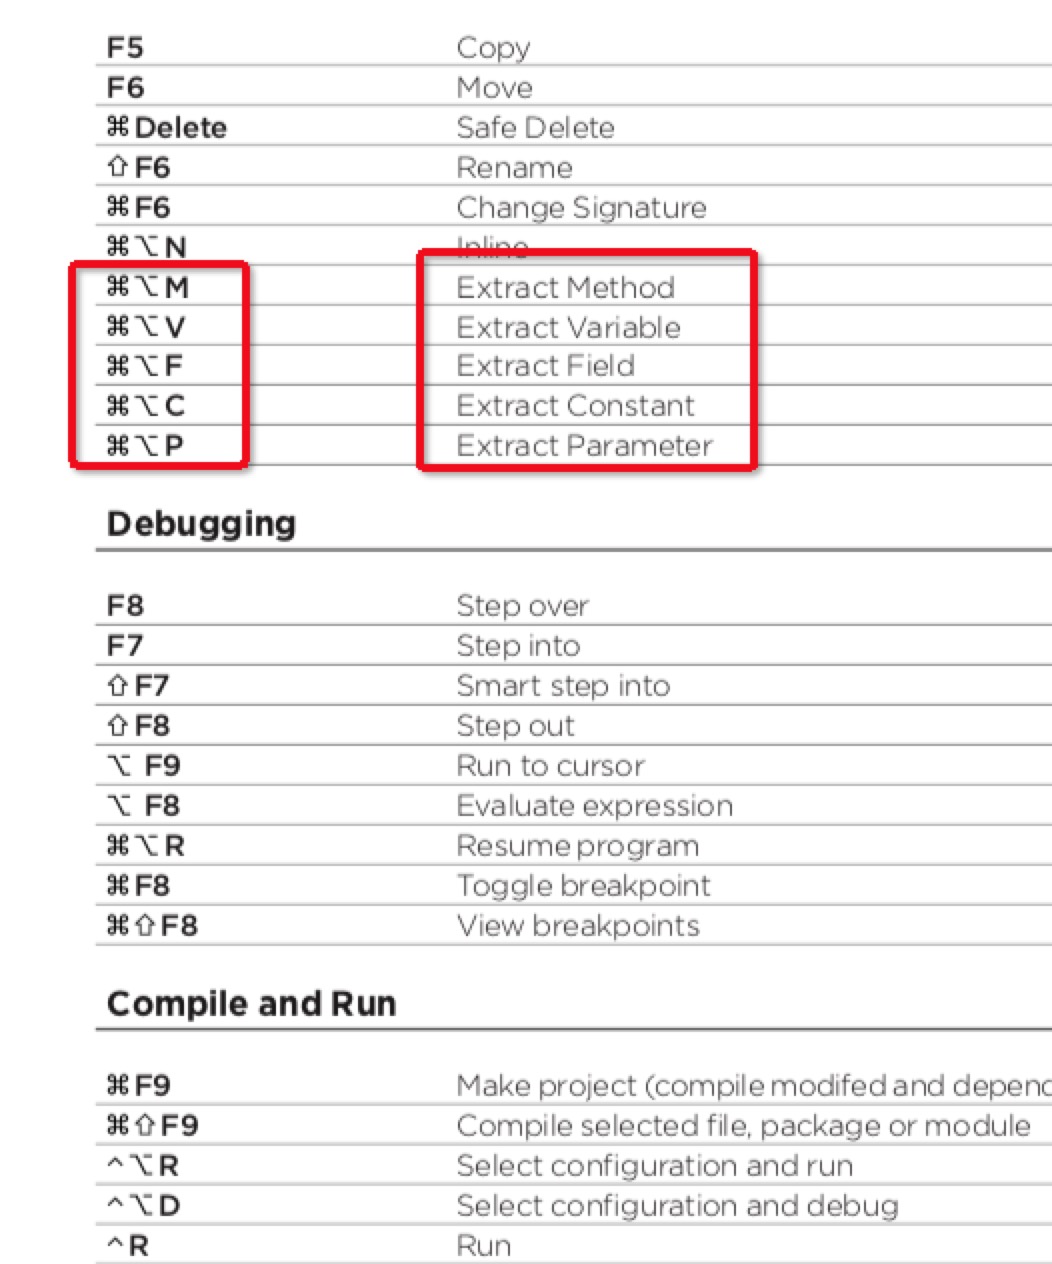 F5 Copy
F6 Move
⌘Delete Safe Delete
⇧F6 Rename
⌘F6 Change Signature
⌘⌥N Inline
⌘⌥M Extract Method
⌘⌥V Extract Variable
⌘⌥F Extract Field
⌘⌥C Extract Constant
⌘⌥P Extract Parameter
Debugging
F8 Step over
F7 Step into
⇧F7 Smart step into
⇧F8 Step out
⌥ F9 Run to cursor
⌥ F8 Evaluate expression
⌘⌥R Resume program
⌘F8 Toggle breakpoint
⌘⇧F8 View breakpoints
Compile and Run
⌘F9 Make project (compile modifed and depend
⌘⇧F9 Compile selected file, package or module
^⌥R Select configuration and run
^⌥D Select configuration and debug
^R Run